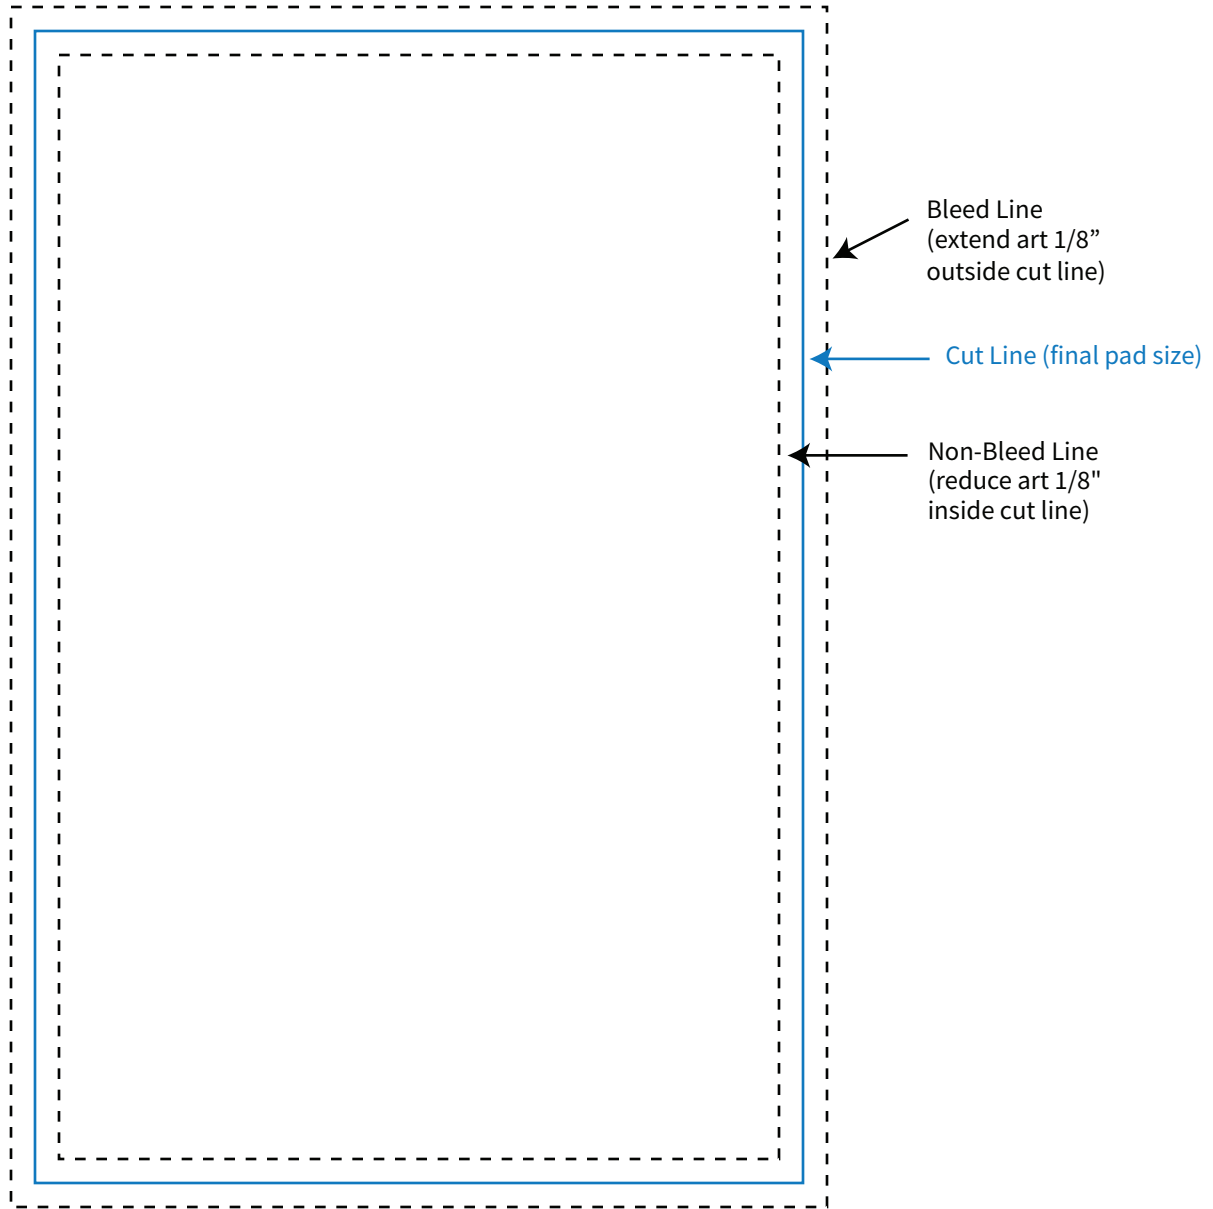 Bleed Line
(extend art 1/8”
outside cut line)
Cut Line (final pad size)
Non-Bleed Line
(reduce art 1/8"
inside cut line)